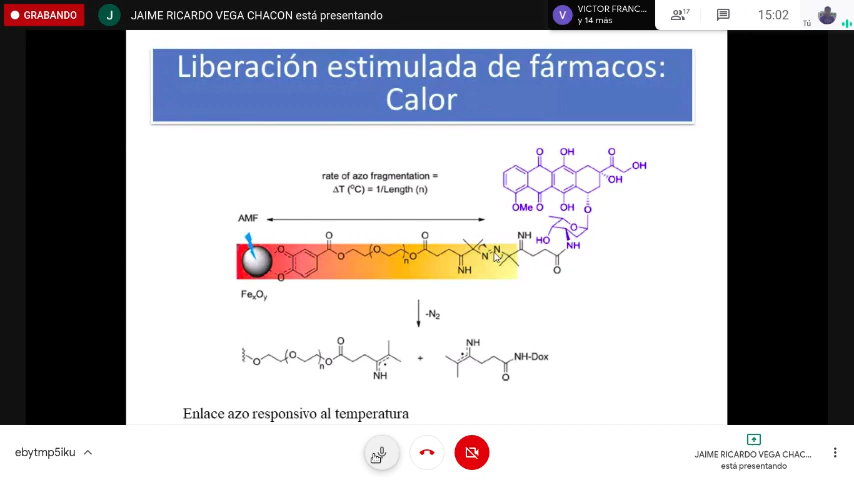 GRABANDO
J
JAIME RICARDO VEGA CHACON está presentando
V
VICTOR FRANC...
y 14 más
17
15:02
Tú
Liberación estimulada de fármacos:
Calor
rate of azo fragmentation =
ΔT (⁰C) = 1/Length (n)
AMF
O
OH
O
OH
OH
OMe
O
OH
O
O
HO
NH
O
O
O
O
O
n
O
O
NH
N
N
NH
O
FeₓOᵧ
-N₂
O
O
n
O
O
NH
+
NH
NH-Dox
O
Enlace azo responsivo al temperatura
ebytmp5iku
JAIME RICARDO VEGA CHAC...
está presentando